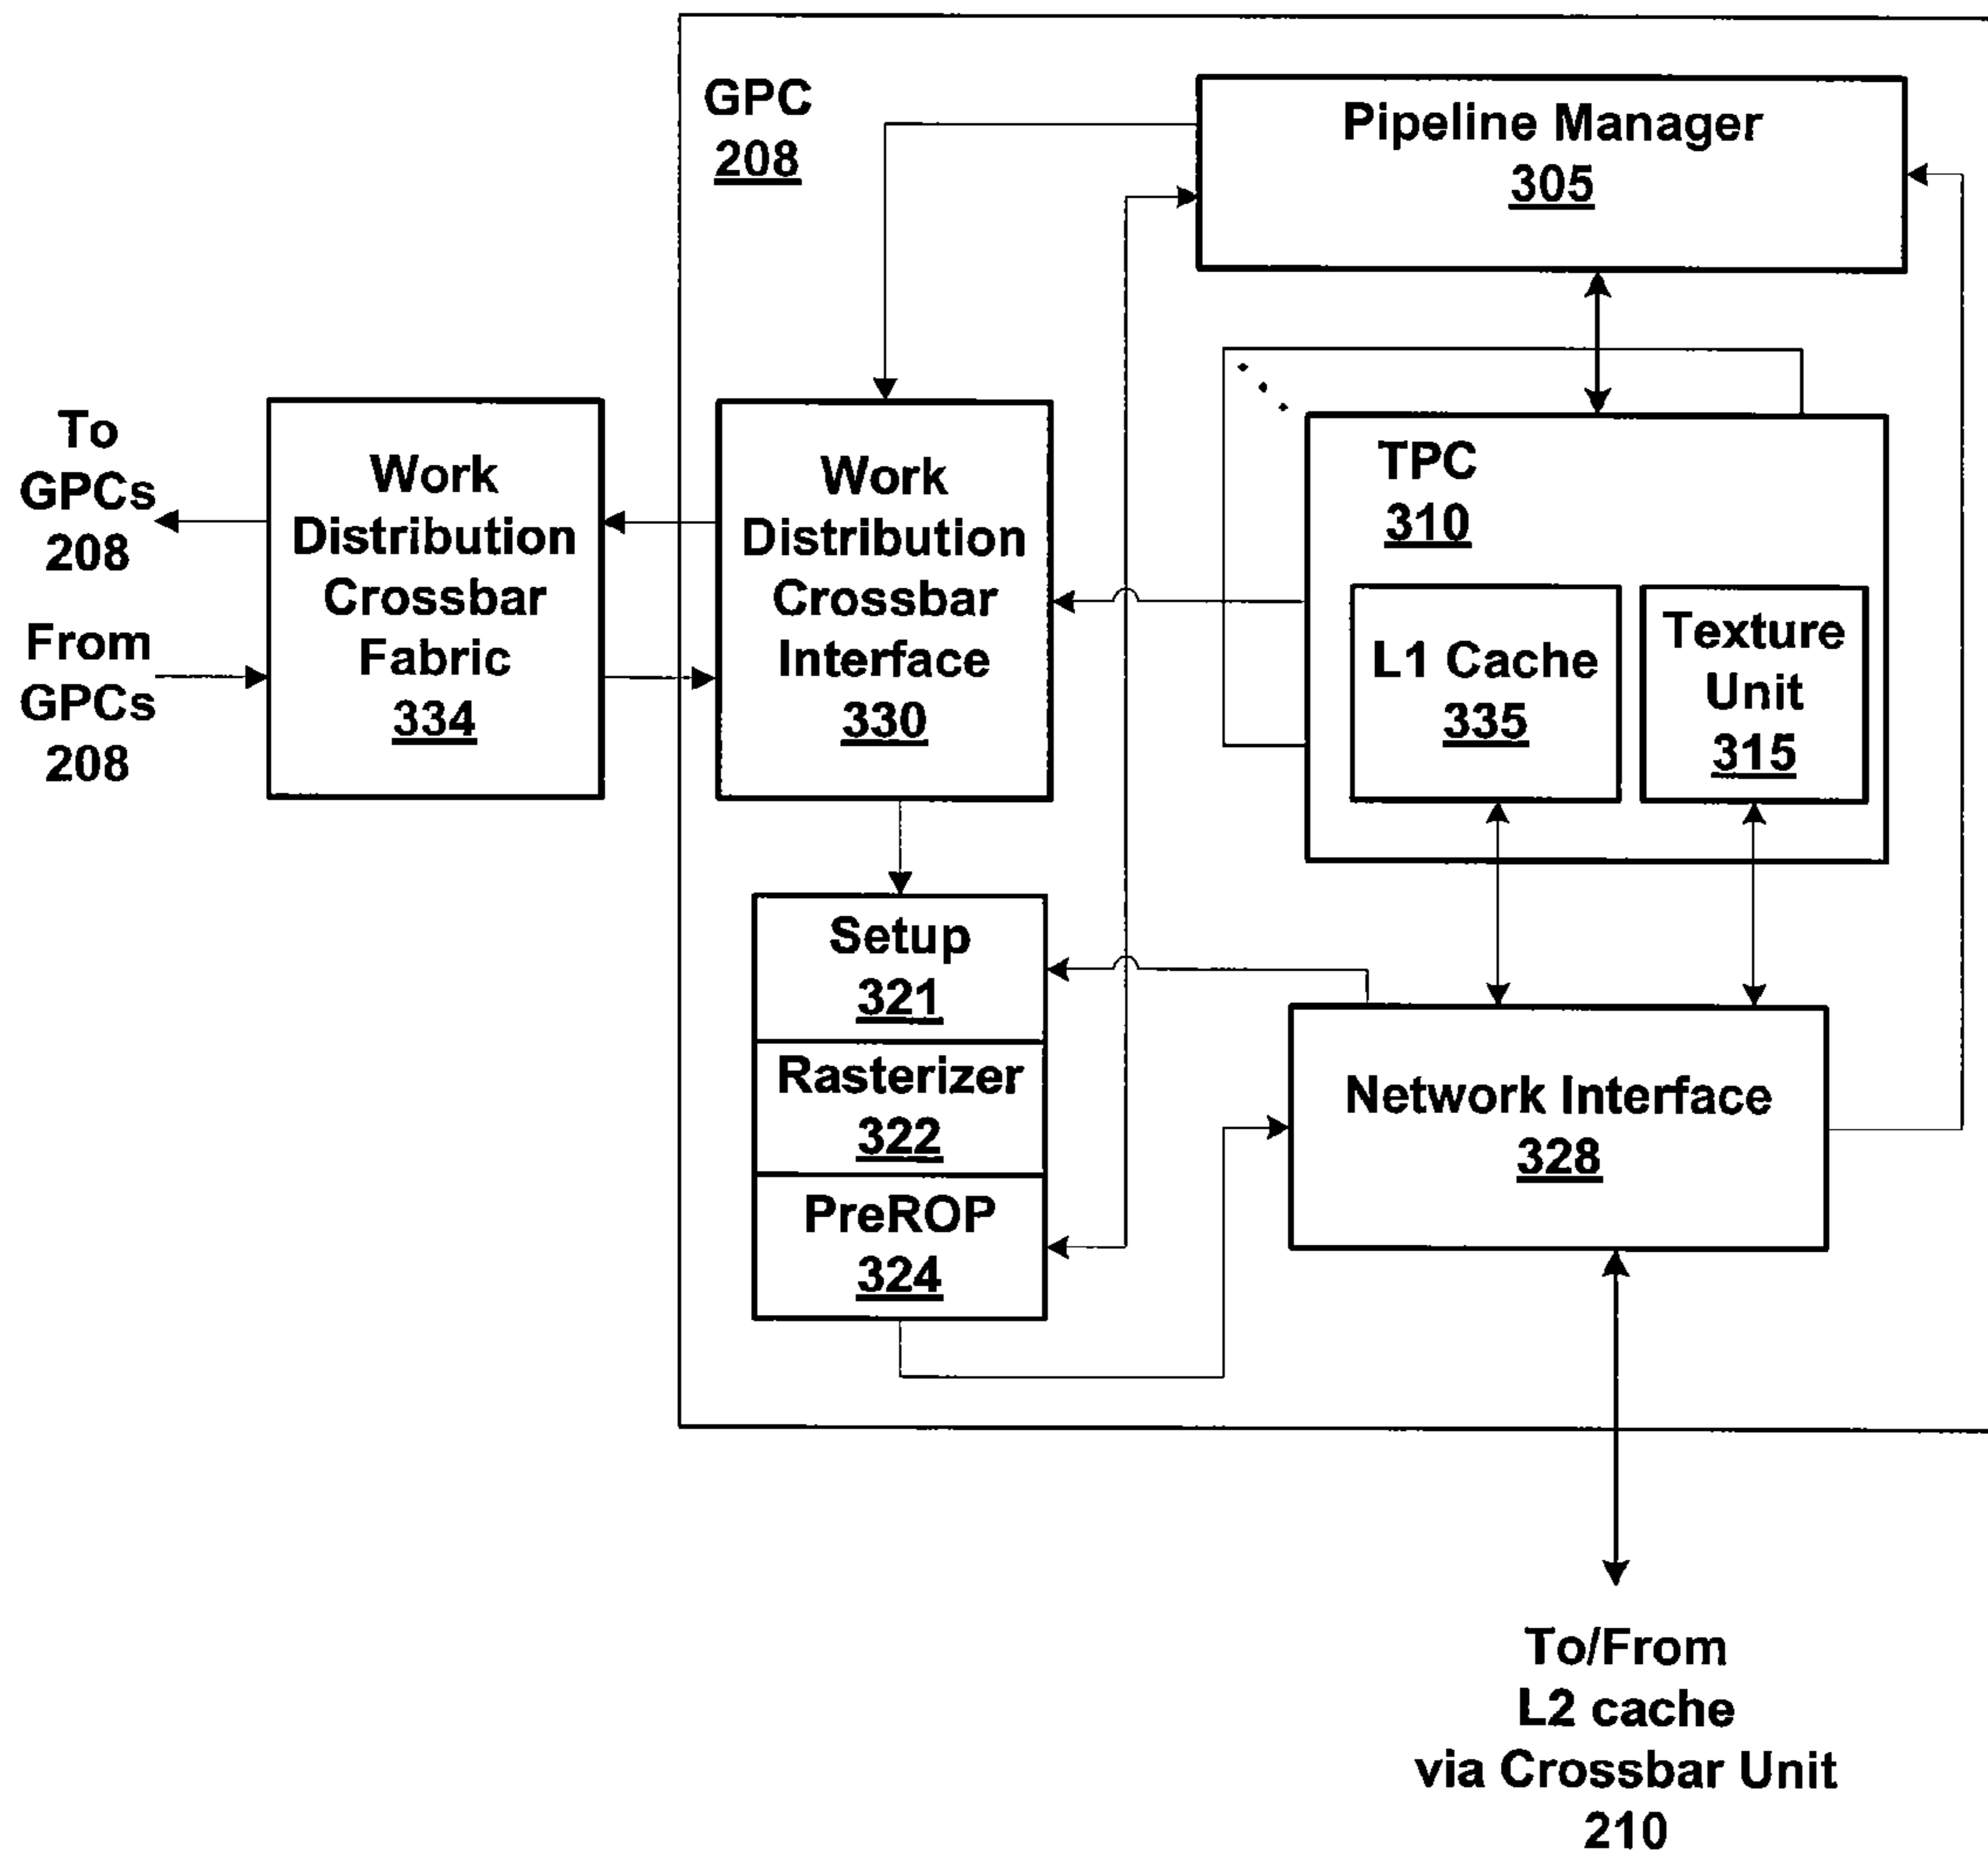 GPC
208
Pipeline Manager
305
To
GPCs
208
From
GPCs
208
Work
Distribution
Crossbar
Fabric
334
Work
Distribution
Crossbar
Interface
330
TPC
310
L1 Cache
335
Texture
Unit
315
Setup
321
Rasterizer
322
PreROP
324
Network Interface
328
To/From
L2 cache
via Crossbar Unit
210